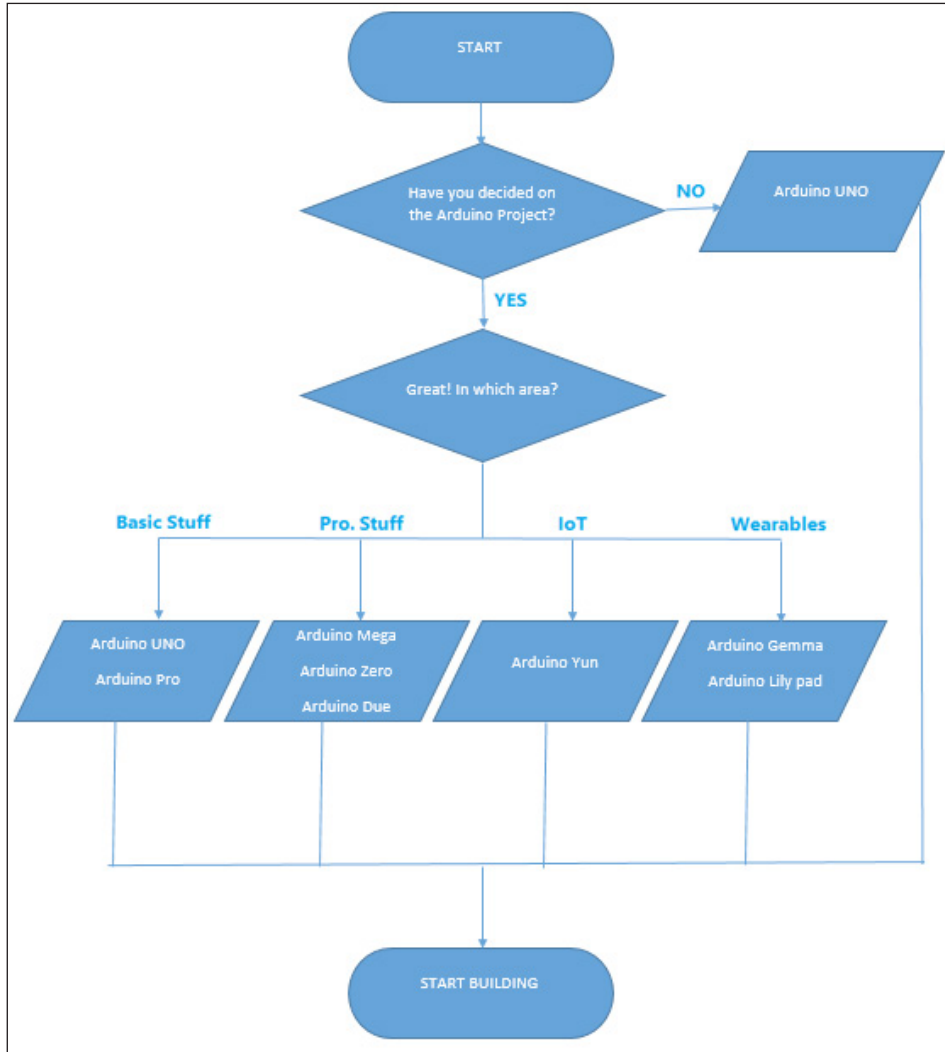 START
Have you decided on
the Arduino Project?
NO
Arduino UNO
YES
Great! In which area?
Basic Stuff
Pro. Stuff
IoT
Wearables
Arduino UNO
Arduino Pro
Arduino Mega
Arduino Zero
Arduino Due
Arduino Yun
Arduino Gemma
Arduino Lily pad
START BUILDING